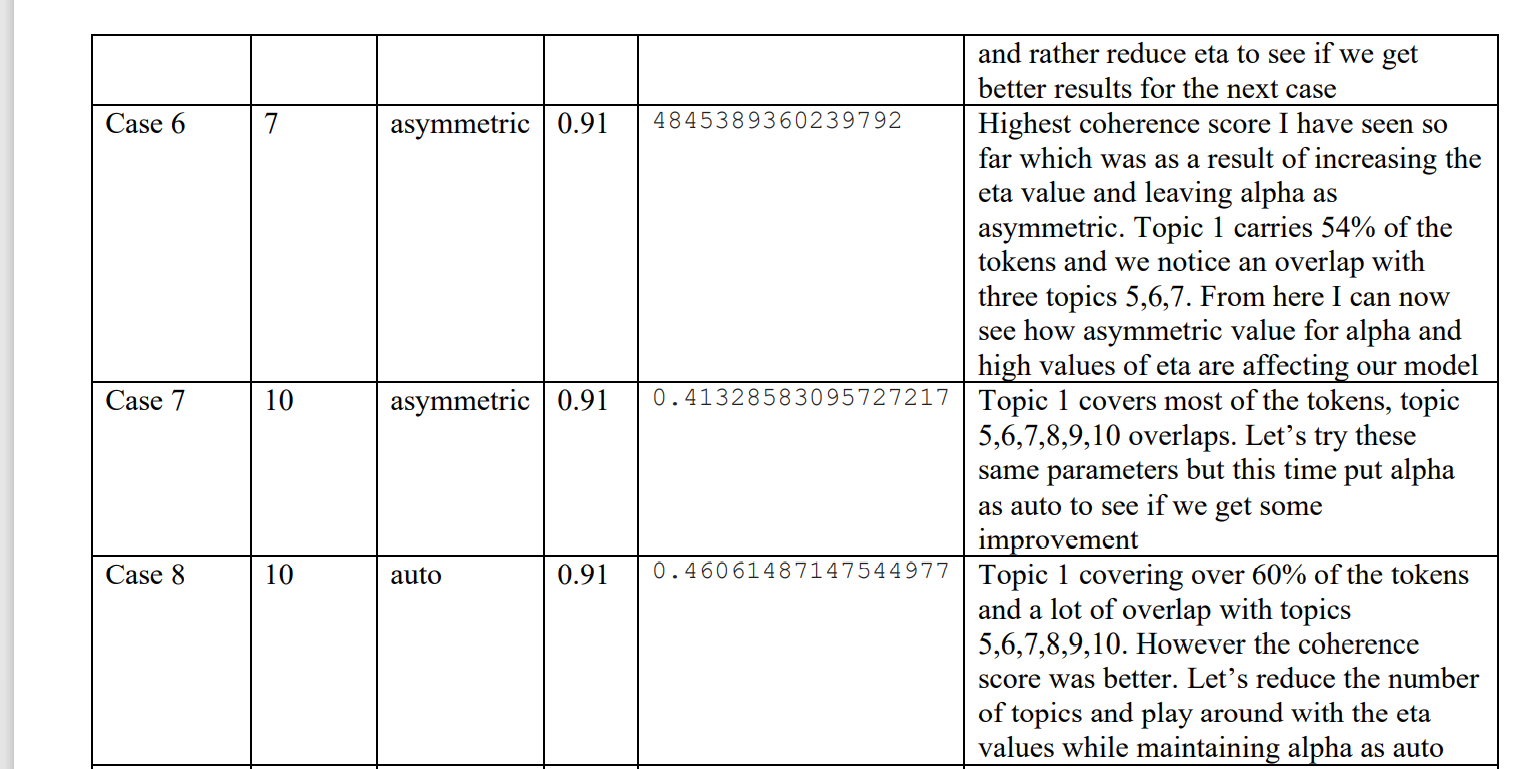 and rather reduce eta to see if we get
better results for the next case
Case 6 7 asymmetric 0.91 4845389360239792 Highest coherence score I have seen so
far which was as a result of increasing the
eta value and leaving alpha as
asymmetric. Topic 1 carries 54% of the
tokens and we notice an overlap with
three topics 5,6,7. From here I can now
see how asymmetric value for alpha and
high values of eta are affecting our model
Case 7 10 asymmetric 0.91 0.41328583095727217 Topic 1 covers most of the tokens, topic
5,6,7,8,9,10 overlaps. Let’s try these
same parameters but this time put alpha
as auto to see if we get some
improvement
Case 8 10 auto 0.91 0.46061487147544977 Topic 1 covering over 60% of the tokens
and a lot of overlap with topics
5,6,7,8,9,10. However the coherence
score was better. Let’s reduce the number
of topics and play around with the eta
values while maintaining alpha as auto